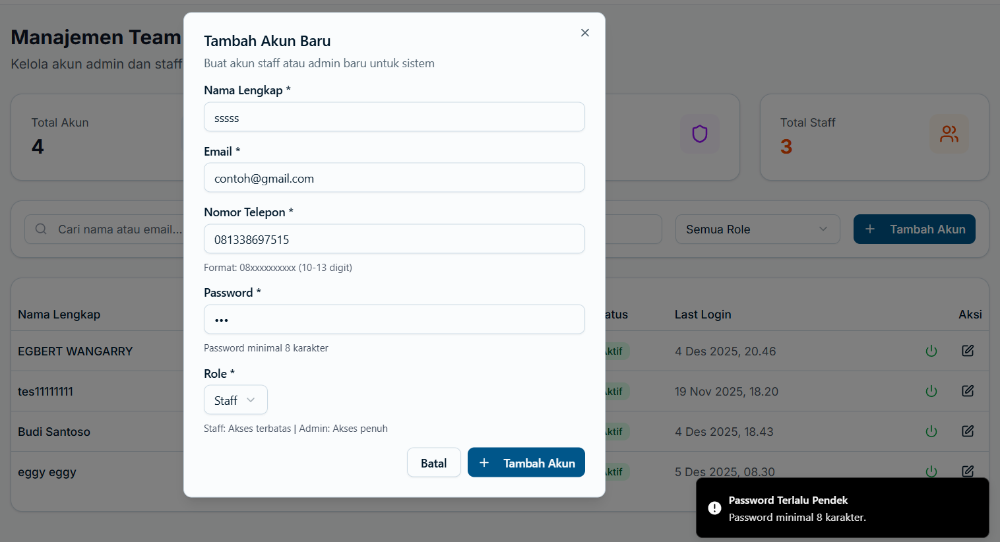 Manajemen Team
Kelola akun admin dan staff
Total Akun
4
Total Staff
3
Cari nama atau email...
Semua Role
+ Tambah Akun
Nama Lengkap
Last Login
Aksi
EGBERT WANGARRY
4 Des 2025, 20.46
tes11111111
19 Nov 2025, 18.20
Budi Santoso
4 Des 2025, 18.43
eggy eggy
5 Des 2025, 08.30
Tambah Akun Baru
Buat akun staff atau admin baru untuk sistem
Nama Lengkap *
sssss
Email *
contoh@gmail.com
Nomor Telepon *
081338697515
Format: 08xxxxxxxxxx (10-13 digit)
Password *
•••
Password minimal 8 karakter
Role *
Staff
Staff: Akses terbatas | Admin: Akses penuh
Batal
+ Tambah Akun
Password Terlalu Pendek
Password minimal 8 karakter.